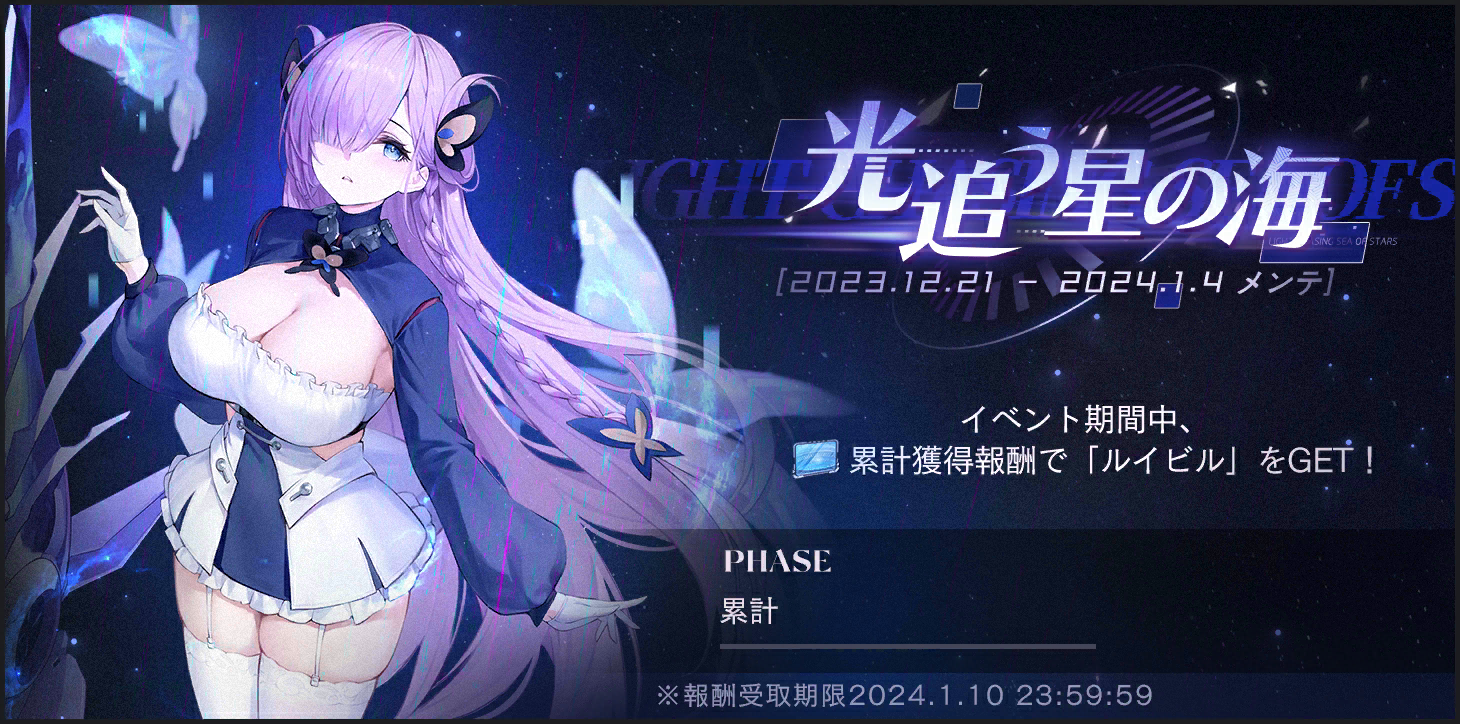 光追う星の海
OF STARS
[2023.12.21 - 2024.1.4 メンテ]
イベント期間中、
累計獲得報酬で「ルイビル」をGET！
PHASE
累計
※報酬受取期限2024.1.10 23:59:59